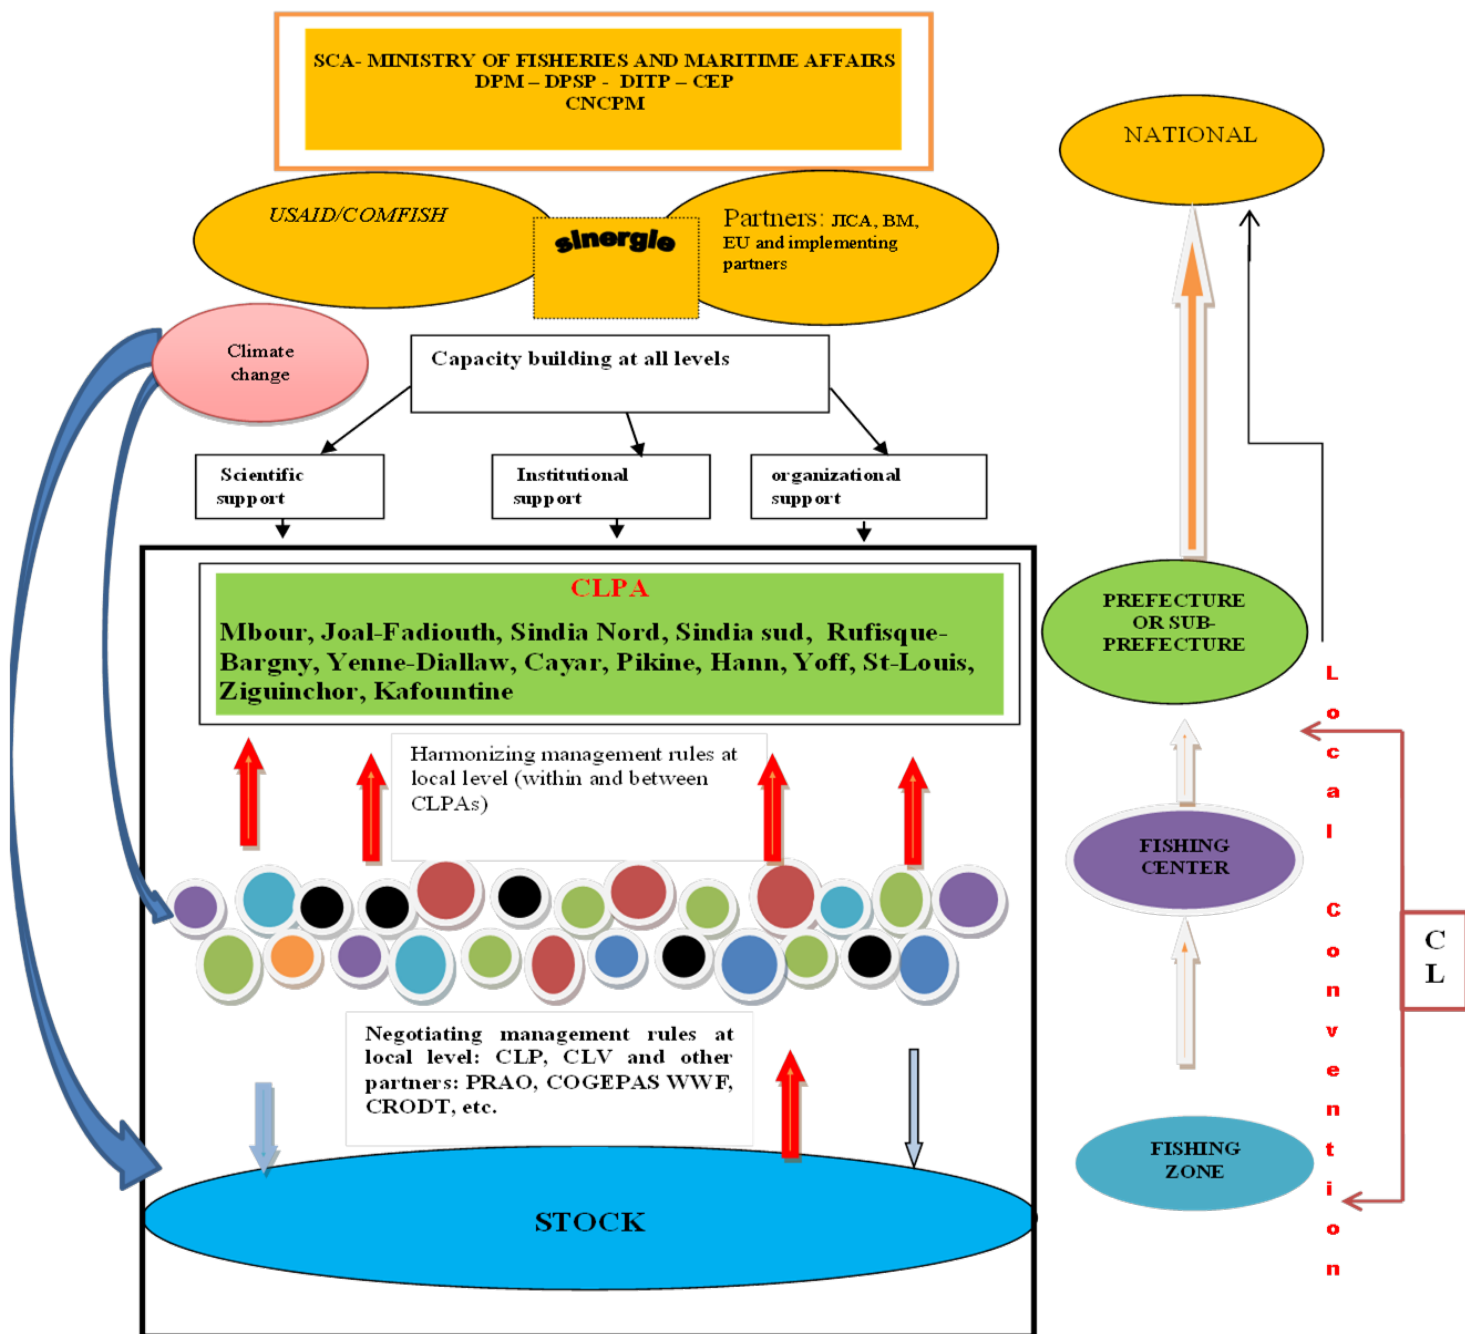 SCA- MINISTRY OF FISHERIES AND MARITIME AFFAIRS
DPM – DPSP - DITP – CEP
CNCPM
NATIONAL
USAID/COMFISH
sinergie
Partners: JICA, BM,
EU and implementing
partners
Climate
change
Capacity building at all levels
Scientific
support
Institutional
support
organizational
support
CLPA
Mbour, Joal-Fadiouth, Sindia Nord, Sindia sud, Rufisque-
Bargny, Yenne-Diallaw, Cayar, Pikine, Hann, Yoff, St-Louis,
Ziguinchor, Kafountine
PREFECTURE
OR SUB-
PREFECTURE
Harmonizing management rules at
local level (within and between
CLPAs)
FISHING
CENTER
Local Convention
C
L
Negotiating management rules at
local level: CLP, CLV and other
partners: PRAO, COGEPAS WWF,
CRODT, etc.
FISHING
ZONE
STOCK